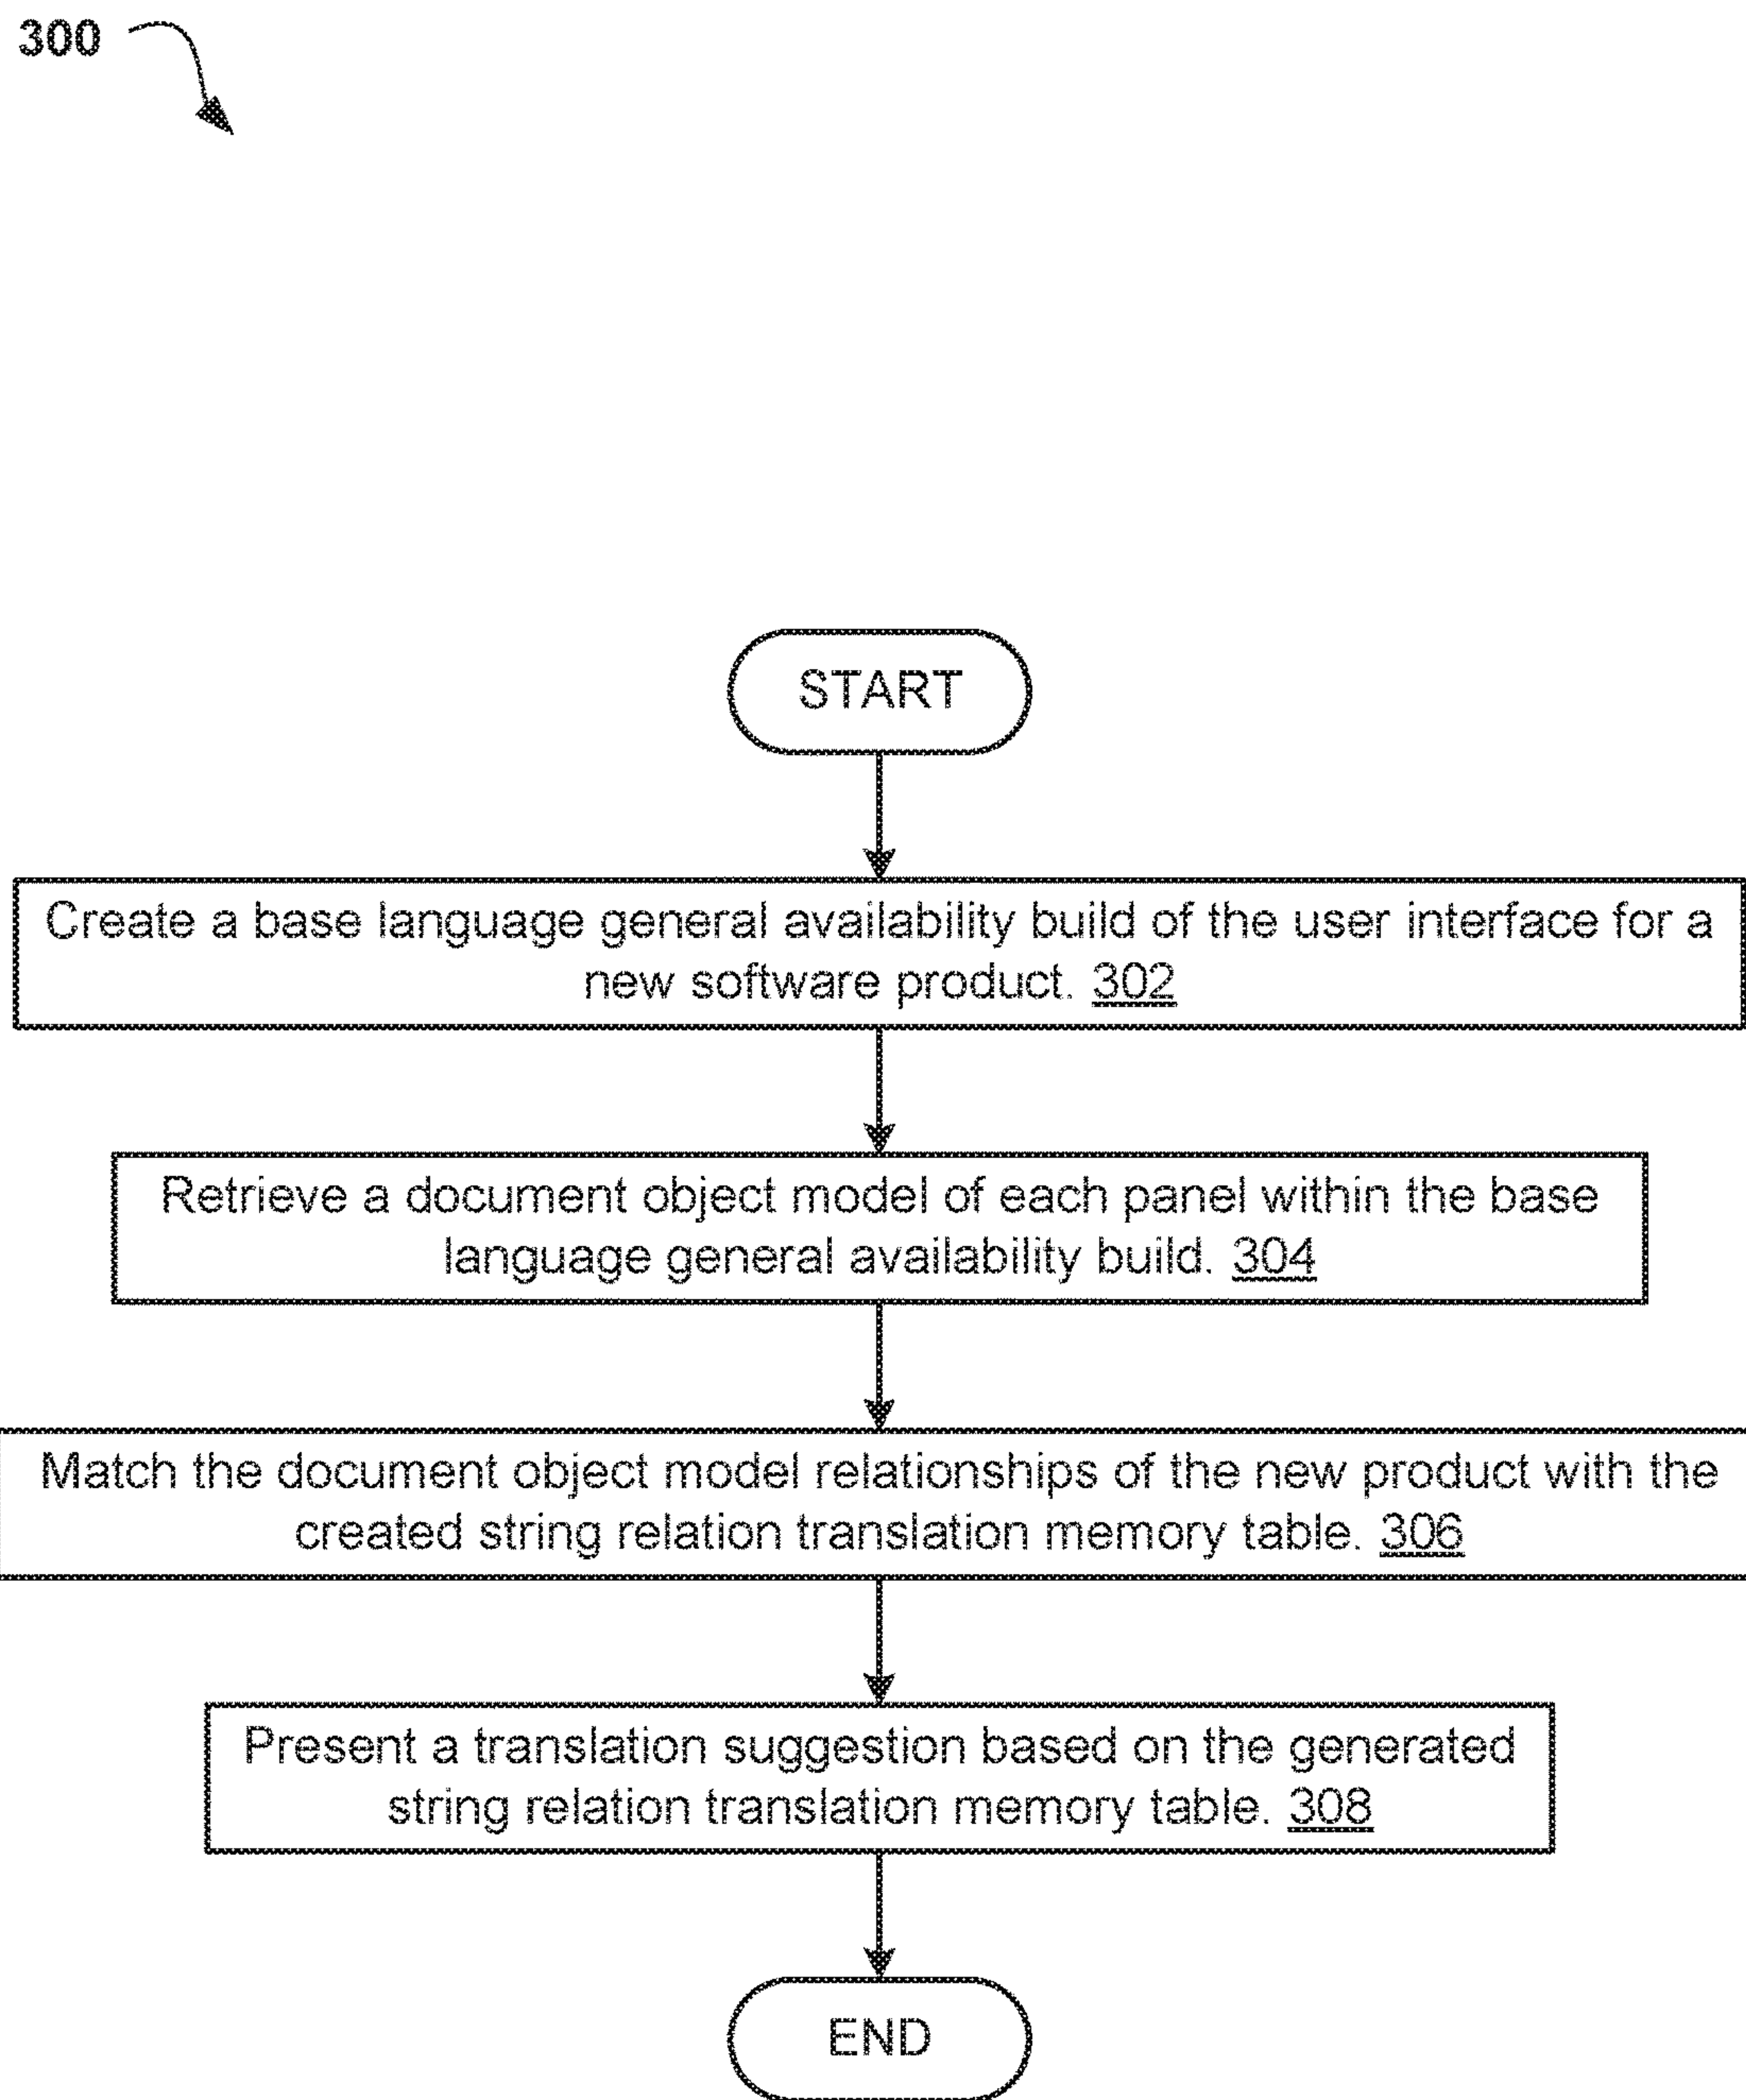 300
START
Create a base language general availability build of the user interface for a
new software product. 302
Retrieve a document object model of each panel within the base
language general availability build. 304
Match the document object model relationships of the new product with the
created string relation translation memory table. 306
Present a translation suggestion based on the generated
string relation translation memory table. 308
END